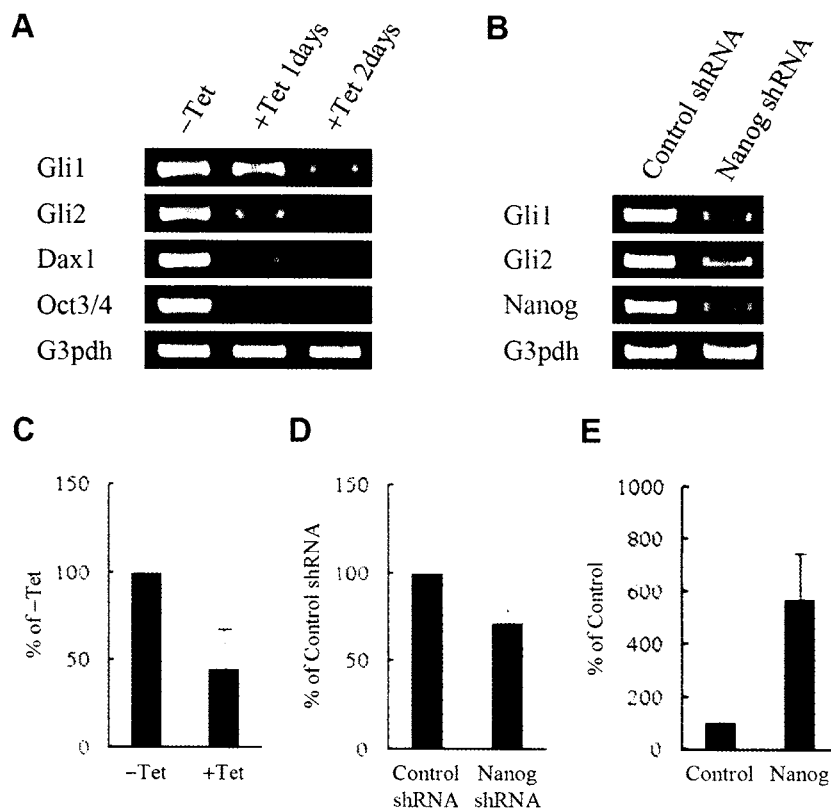 A
−Tet
+Tet 1days
+Tet 2days
Gli1
Gli2
Dax1
Oct3/4
G3pdh
B
Control shRNA
Nanog shRNA
Gli1
Gli2
Nanog
G3pdh
C
% of −Tet
150
100
50
0
−Tet
+Tet
D
% of Control shRNA
150
100
50
0
Control
shRNA
Nanog
shRNA
E
% of Control
1000
800
600
400
200
0
Control
Nanog